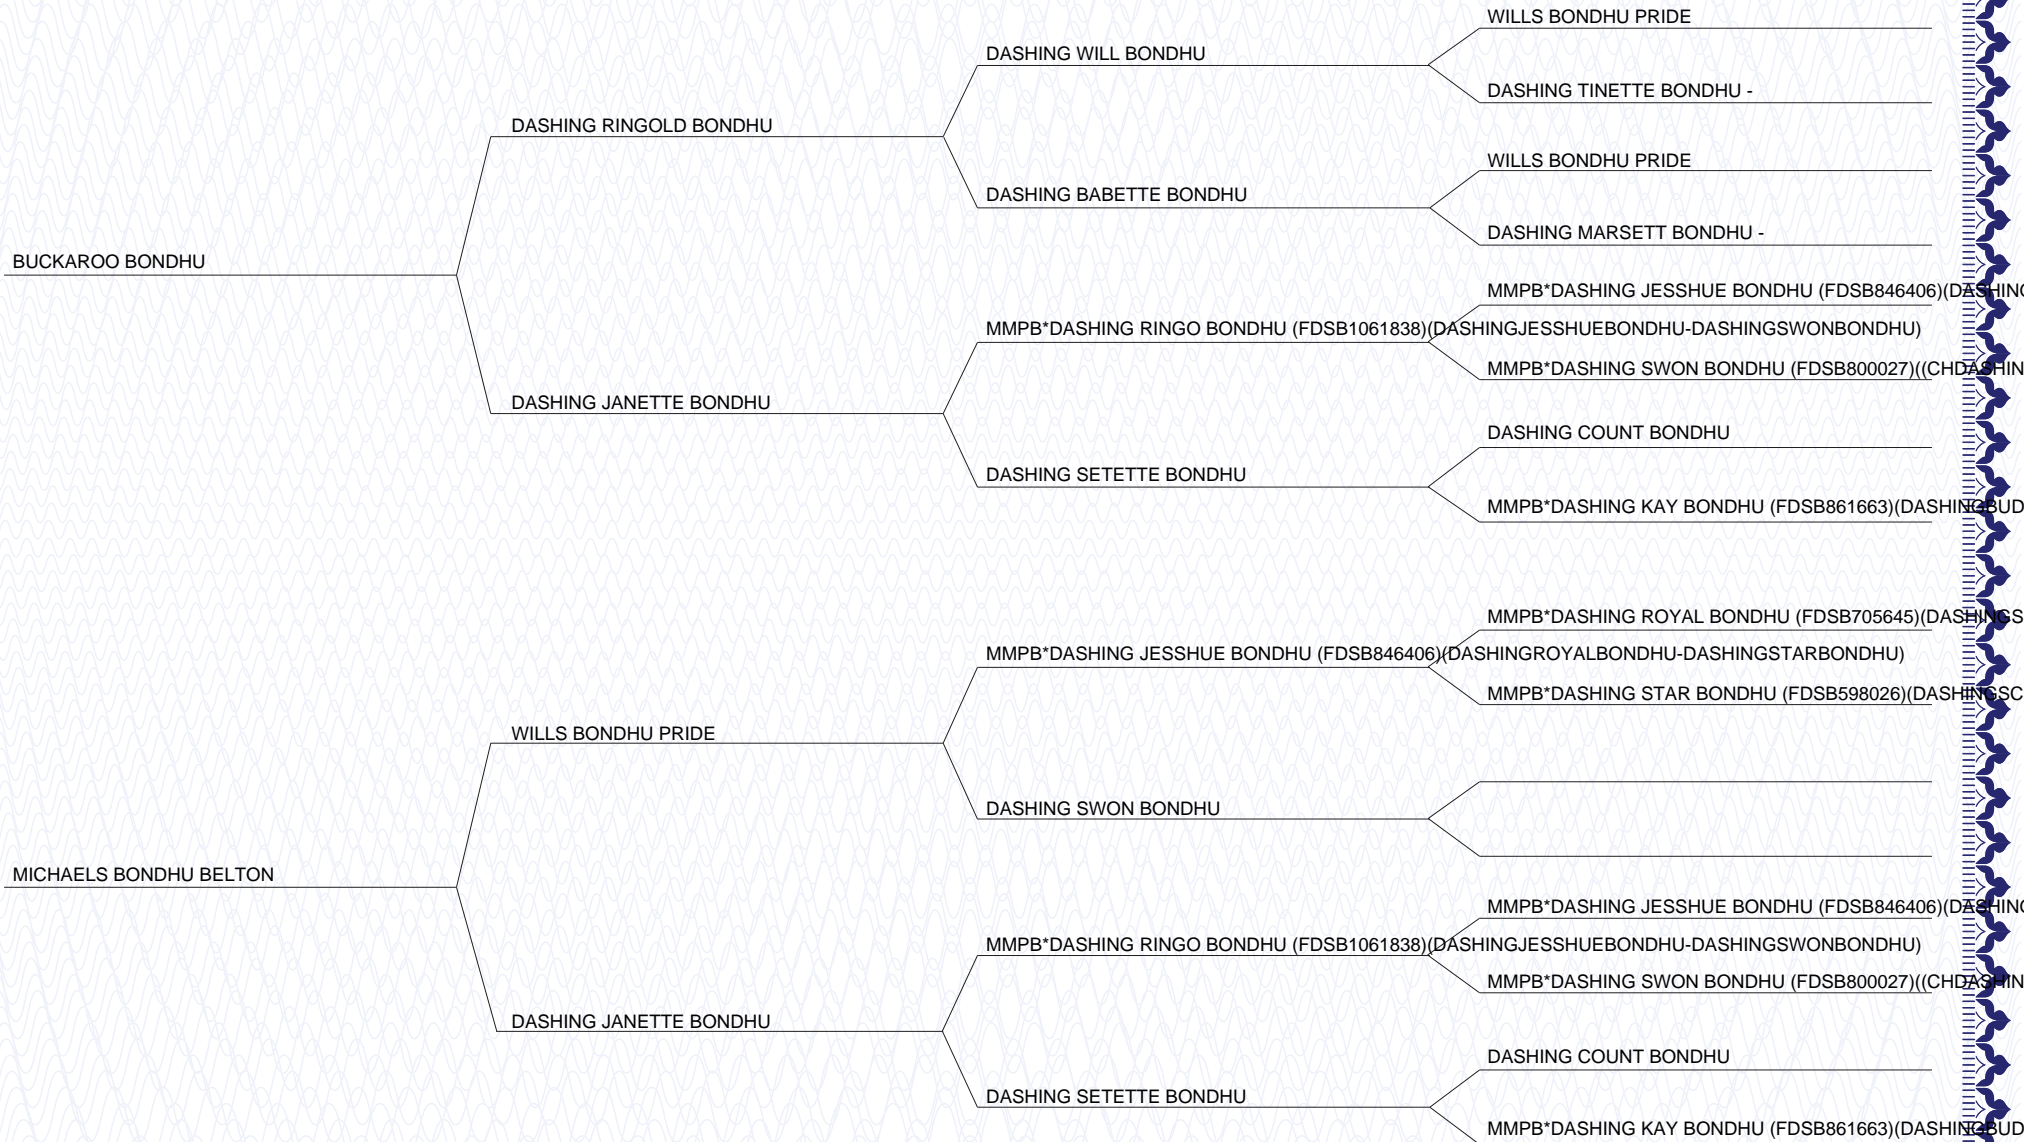 WILLS BONDHU PRIDE
DASHING WILL BONDHU
DASHING TINETTE BONDHU -
DASHING RINGOLD BONDHU
WILLS BONDHU PRIDE
DASHING BABETTE BONDHU
DASHING MARSETT BONDHU -
BUCKAROO BONDHU
MMPB*DASHING JESSHUE BONDHU (FDSB846406)(DASHING
MMPB*DASHING RINGO BONDHU (FDSB1061838)(DASHINGJESSHUEBONDHU-DASHINGSWONBONDHU)
MMPB*DASHING SWON BONDHU (FDSB800027)((CHDASHIN
DASHING JANETTE BONDHU
DASHING COUNT BONDHU
DASHING SETETTE BONDHU
MMPB*DASHING KAY BONDHU (FDSB861663)(DASHINGBUD
MMPB*DASHING ROYAL BONDHU (FDSB705645)(DASHINGS
MMPB*DASHING JESSHUE BONDHU (FDSB846406)(DASHINGROYALBONDHU-DASHINGSTARBONDHU)
MMPB*DASHING STAR BONDHU (FDSB598026)(DASHINGSC
WILLS BONDHU PRIDE
DASHING SWON BONDHU
MICHAELS BONDHU BELTON
MMPB*DASHING JESSHUE BONDHU (FDSB846406)(DASHING
MMPB*DASHING RINGO BONDHU (FDSB1061838)(DASHINGJESSHUEBONDHU-DASHINGSWONBONDHU)
MMPB*DASHING SWON BONDHU (FDSB800027)((CHDASHIN
DASHING JANETTE BONDHU
DASHING COUNT BONDHU
DASHING SETETTE BONDHU
MMPB*DASHING KAY BONDHU (FDSB861663)(DASHINGBUD